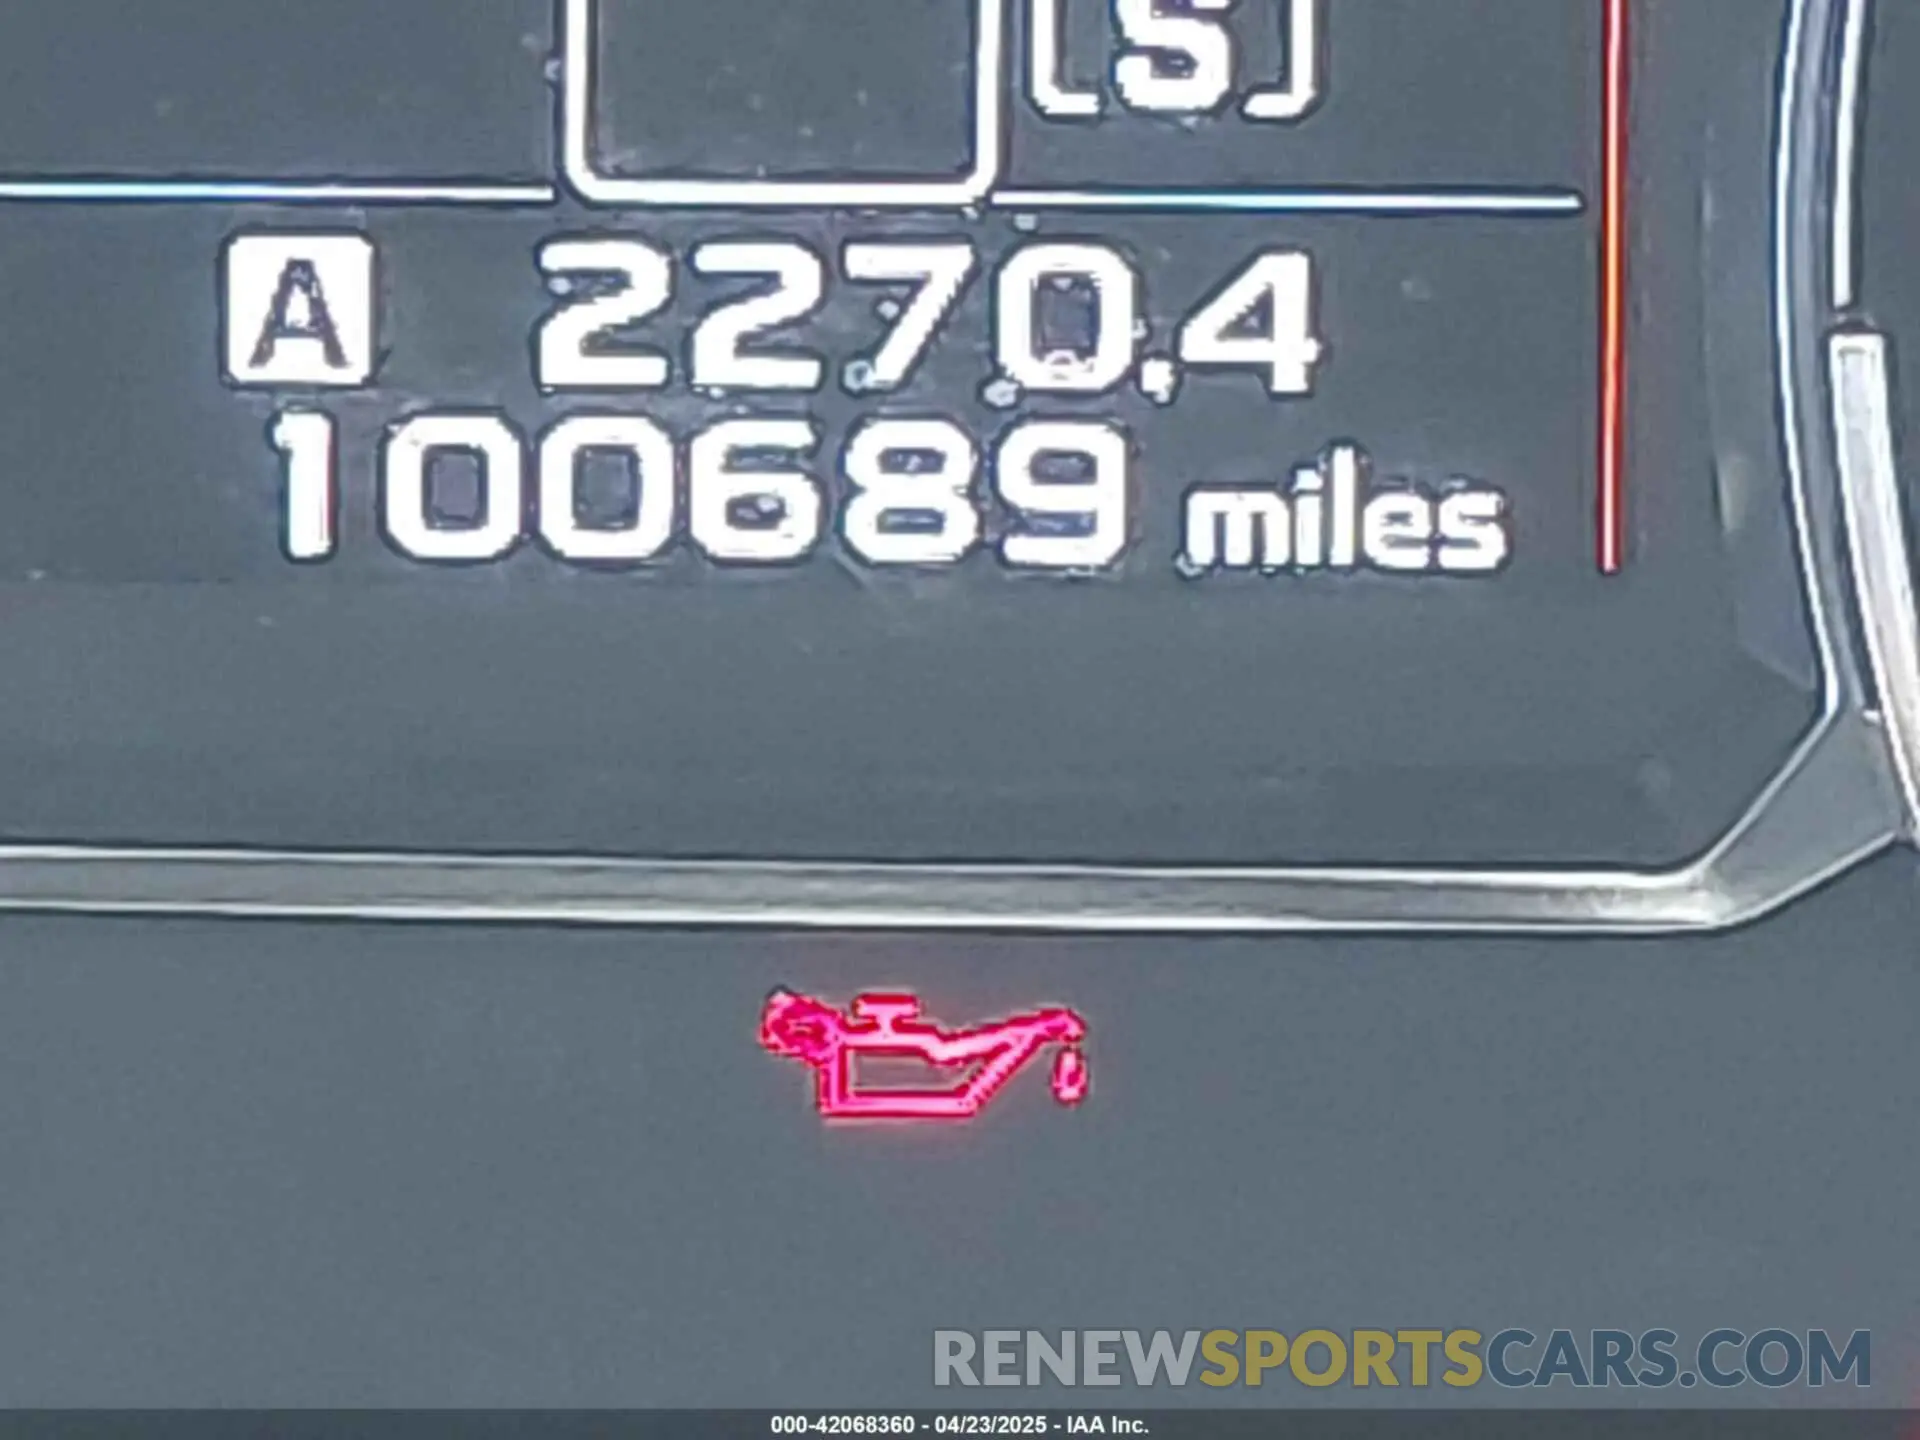 [S]
A 2270.4
100689 miles
RENEWSPORTSCARS.COM
000-42068360 - 04/23/2025 - IAA Inc.